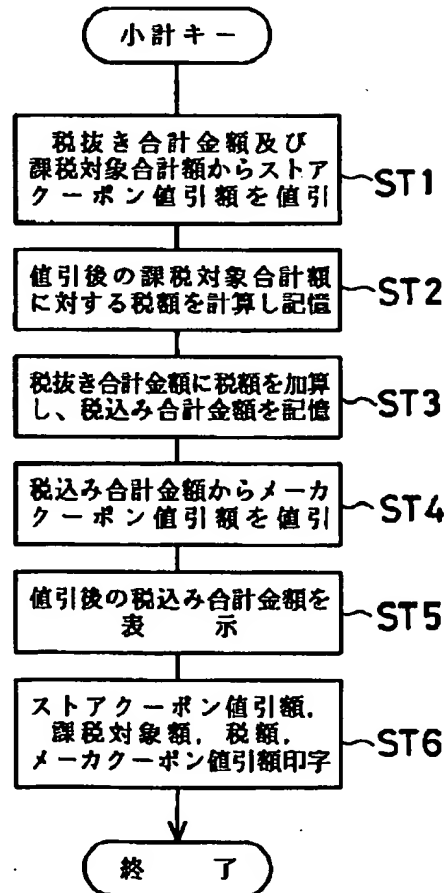 小計キー
税抜き合計金額及び
課税対象合計額からストア
クーポン値引額を値引
ST1
値引後の課税対象合計額
に対する税額を計算し記憶
ST2
税抜き合計金額に税額を加算
し、税込み合計金額を記憶
ST3
税込み合計金額からメーカ
クーポン値引額を値引
ST4
値引後の税込み合計金額を
表示
ST5
ストアクーポン値引額,
課税対象額, 税額,
メーカクーポン値引額印字
ST6
終了